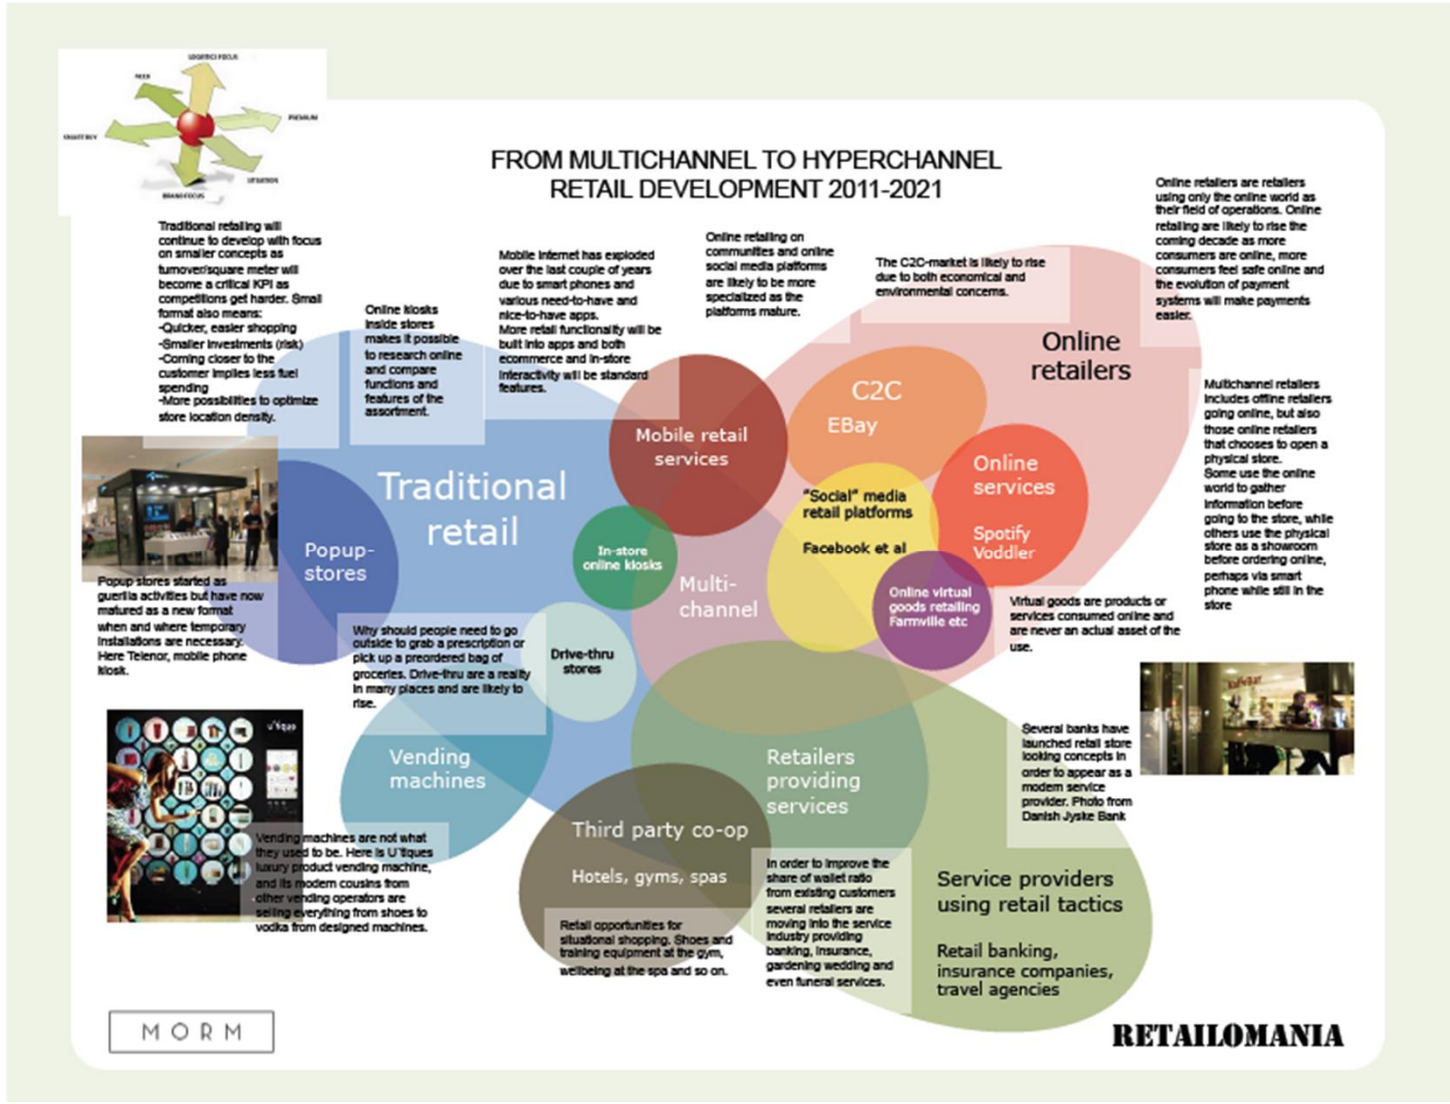 LOGISTICS FOCUS
NICER
PREMIUM
SMART BUY
SITUATION
BRAND FOCUS
FROM MULTICHANNEL TO HYPERCHANNEL
RETAIL DEVELOPMENT 2011-2021
Traditional retailing will
continue to develop with focus
on smaller concepts as
turnover/square meter will
become a critical KPI as
competitions get harder. Small
format also means:
-Quicker, easier shopping
-Smaller investments (risk)
-Coming closer to the
customer implies less fuel
spending
-More possibilities to optimize
store location density.
Online kiosks
inside stores
makes it possible
to research online
and compare
functions and
features of the
assortment.
Mobile internet has exploded
over the last couple of years
due to smart phones and
various need-to-have and
nice-to-have apps.
More retail functionality will be
built into apps and both
ecommerce and in-store
interactivity will be standard
features.
Online retailing on
communities and online
social media platforms
are likely to be more
specialized as the
platforms mature.
The C2C-market is likely to rise
due to both economical and
environmental concerns.
Online retailers are retailers
using only the online world as
their field of operations. Online
retailing are likely to rise the
coming decade as more
consumers are online, more
consumers feel safe online and
the evolution of payment
systems will make payments
easier.
Online
retailers
Multichannel retailers
includes offline retailers
going online, but also
those online retailers
that chooses to open a
physical store.
Some use the online
world to gather
information before
going to the store, while
others use the physical
store as a showroom
before ordering online,
perhaps via smart
phone while still in the
store
Traditional
retail
Mobile retail
services
C2C
EBay
Online
services
Spotify
Voddler
"Social" media
retail platforms
Facebook et al
Popup-
stores
In-store
online kiosks
Multi-
channel
Online virtual
goods retailing
Farmville etc
Popup stores started as
guerilla activities but have now
matured as a new format
when and where temporary
installations are necessary.
Here Telenor, mobile phone
kiosk.
Why should people need to go
outside to grab a prescription or
pick up a preordered bag of
groceries. Drive-thru are a reality
in many places and are likely to
rise.
Drive-thru
stores
Virtual goods are products or
services consumed online and
are never an actual asset of the
use.
u*tique
Vending
machines
Retailers
providing
services
Several banks have
launched retail store
looking concepts in
order to appear as a
modern service
provider. Photo from
Danish Jyske Bank
Vending machines are not what
they used to be. Here is U*tiques
luxury product vending machine,
and its modern cousins from
other vending operators are
selling everything from shoes to
vodka from designed machines.
Third party co-op
Hotels, gyms, spas
Retail opportunities for
situational shopping. Shoes and
training equipment at the gym,
wellbeing at the spa and so on.
In order to improve the
share of wallet ratio
from existing customers
several retailers are
moving into the service
industry providing
banking, insurance,
gardening wedding and
even funeral services.
Service providers
using retail tactics
Retail banking,
insurance companies,
travel agencies
MORM
RETAILOMANIA